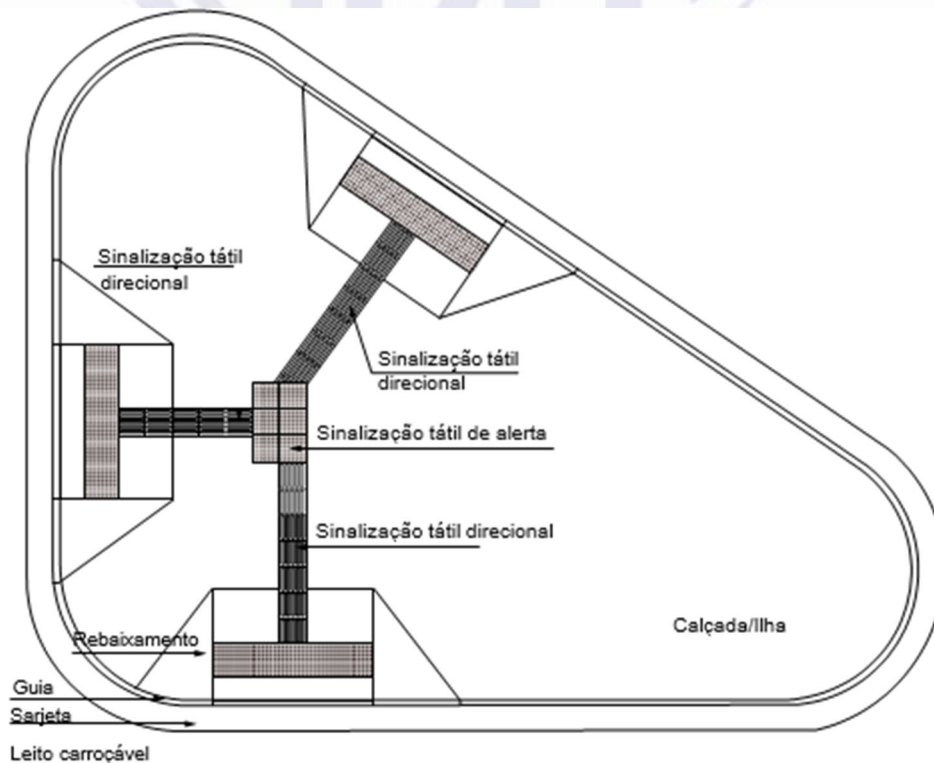 Sinalização tátil
direcional
Sinalização tátil
direcional
Sinalização tátil de alerta
Sinalização tátil direcional
Calçada/Ilha
Rebaixamento
Guia
Sarjeta
Leito carroçável